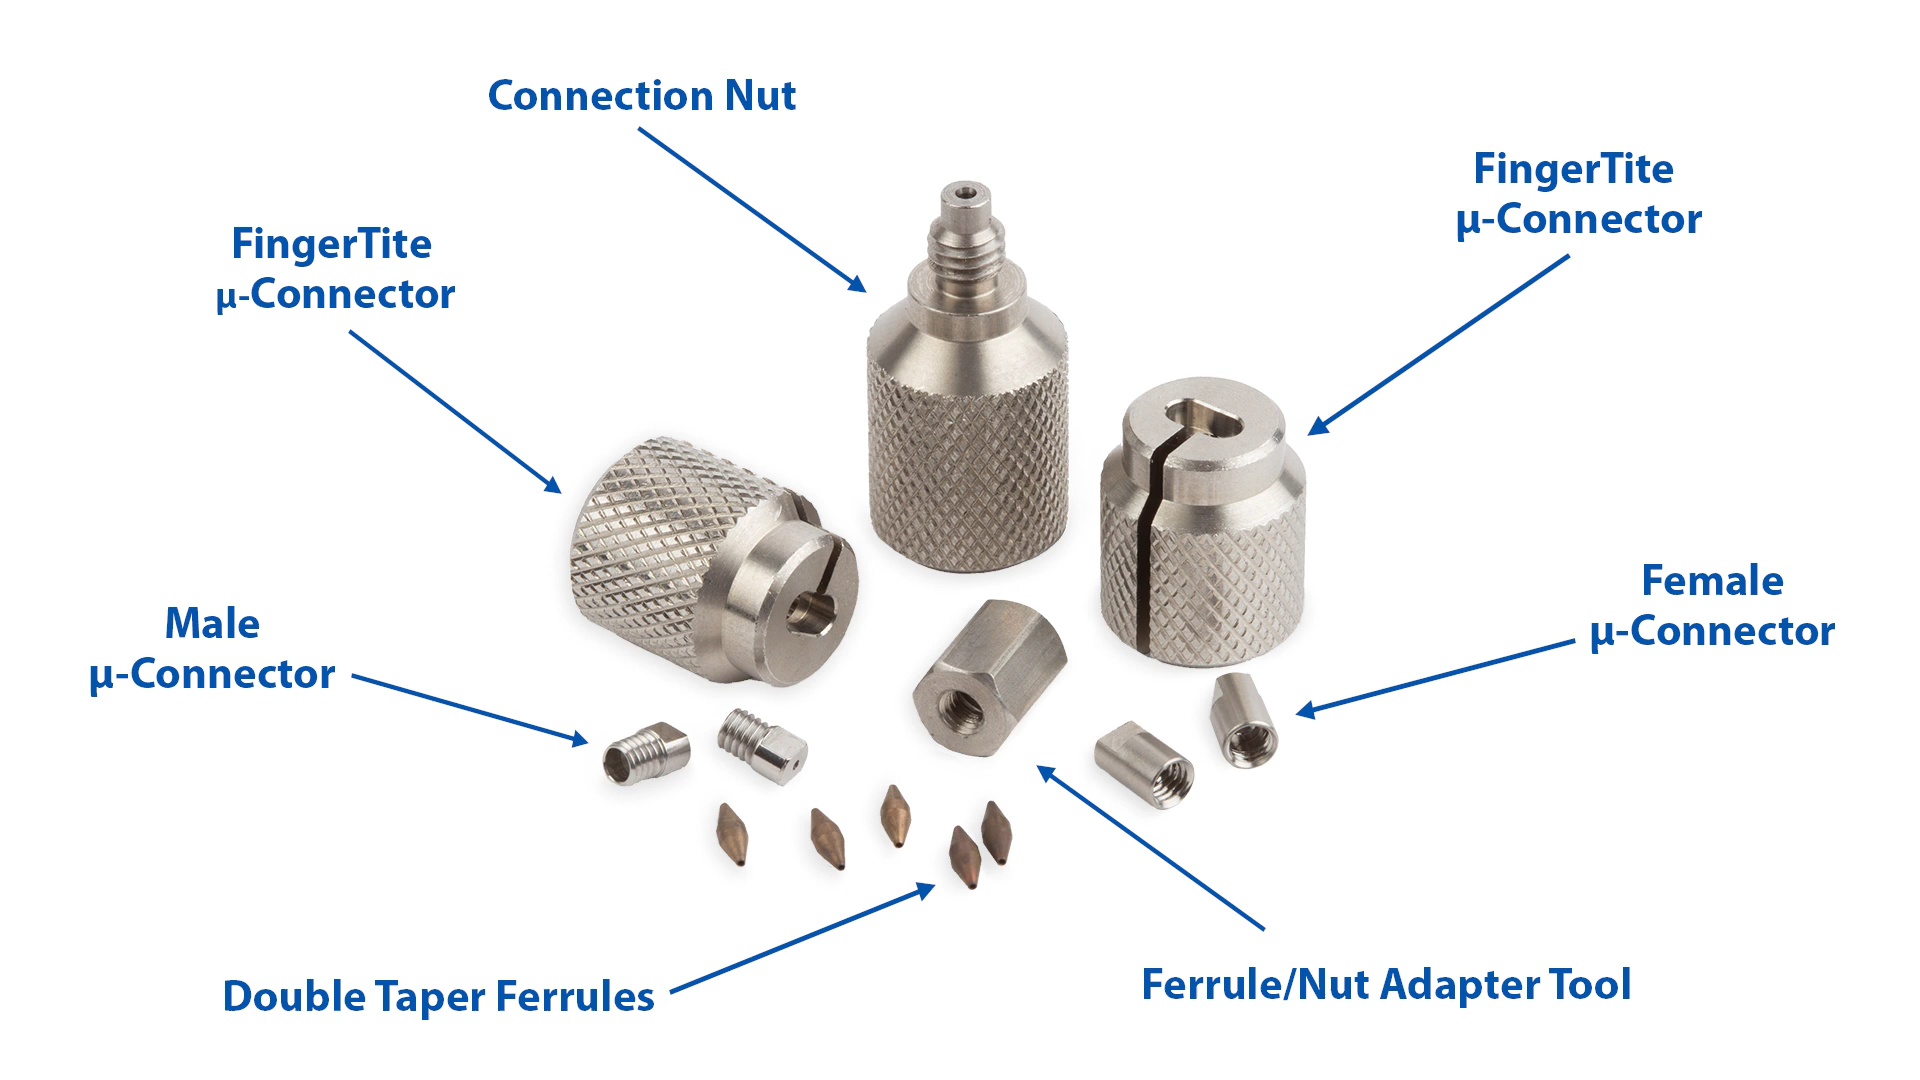 Connection Nut
FingerTite
µ-Connector
FingerTite
µ-Connector
Male
µ-Connector
Female
µ-Connector
Double Taper Ferrules
Ferrule/Nut Adapter Tool